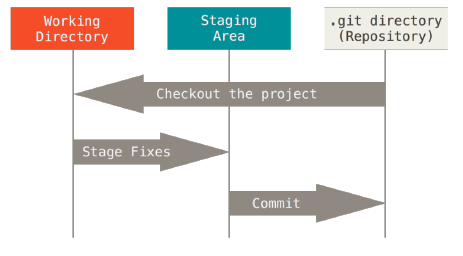 Working
Directory
Staging
Area
.git directory
(Repository)
Checkout the project
Stage Fixes
Commit